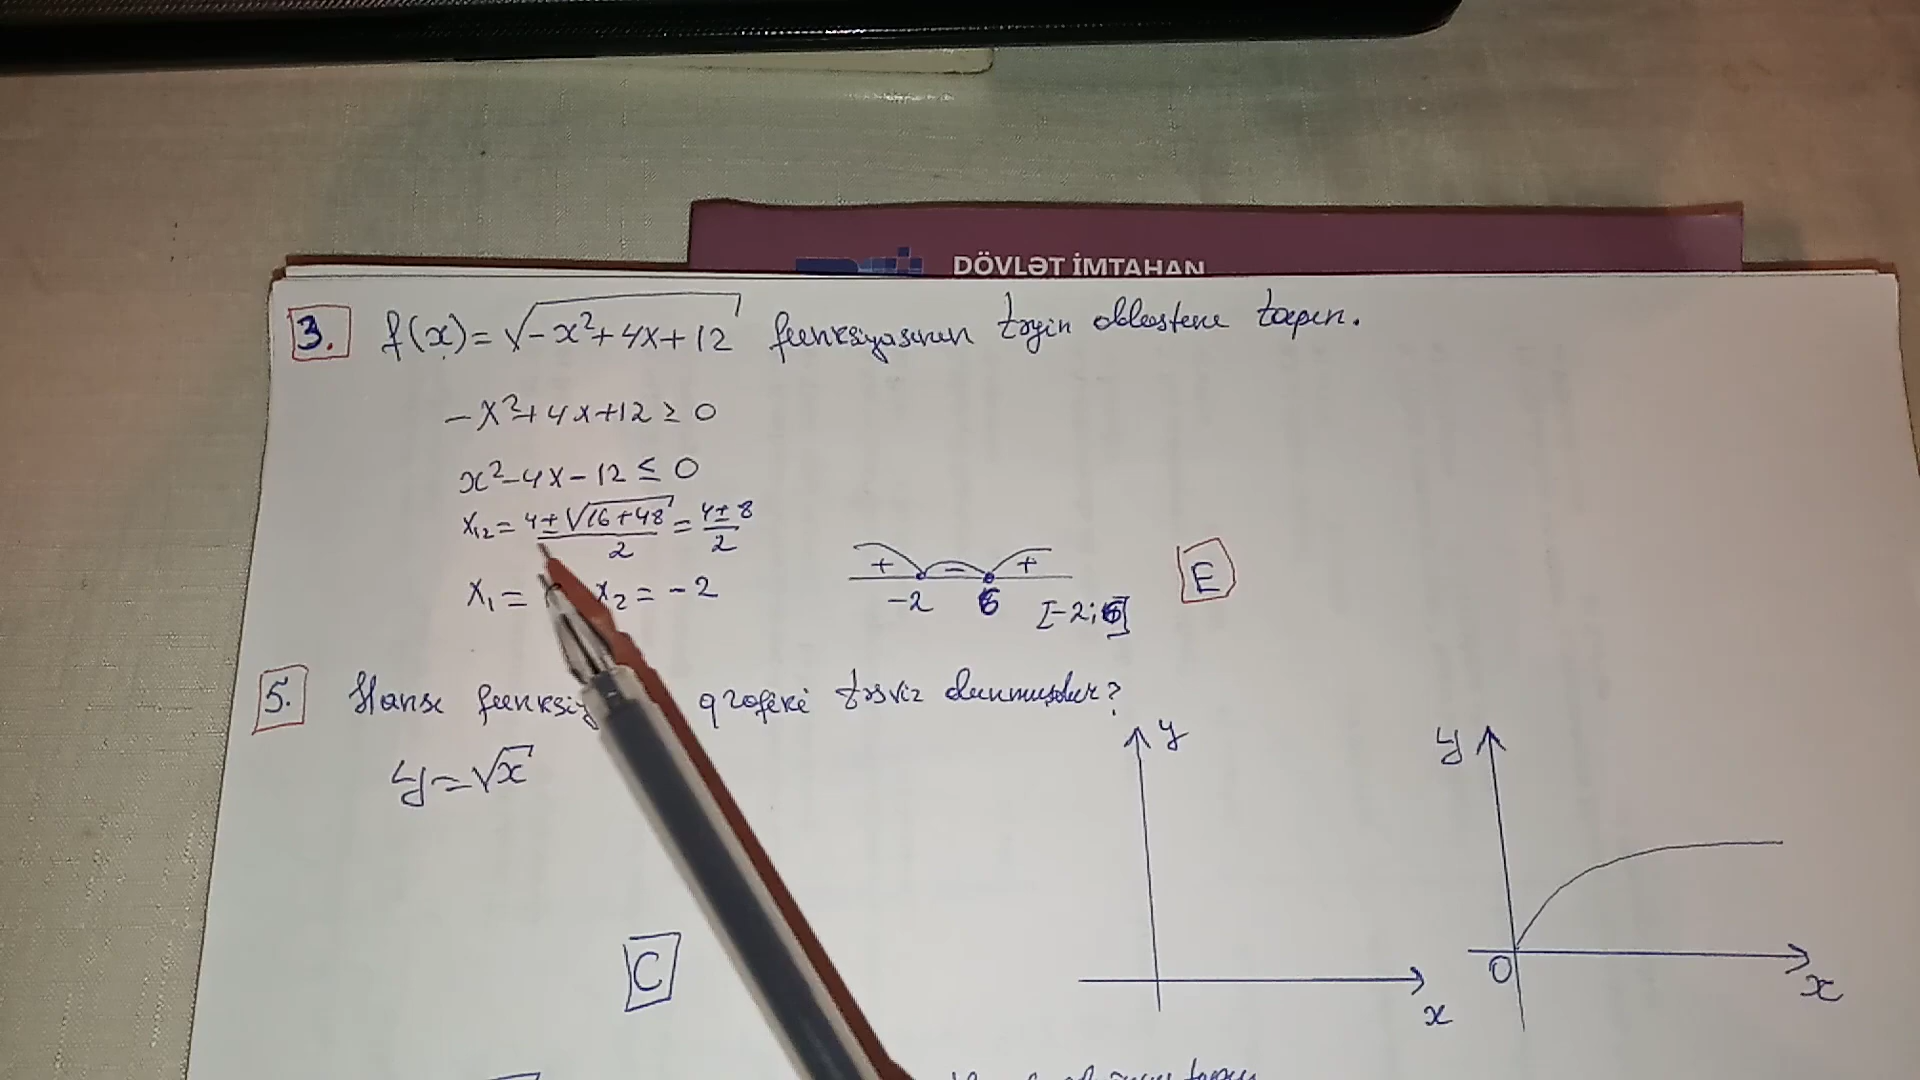 DÖVLƏT İMTAHAN
3. f(x) = √-x²+4x+12 funksiyasının təyin oblastını tapın.
-x²+4x+12 ≥ 0
x²-4x-12 ≤ 0
x₁₂ = 4±√16+48 / 2 = 4±8 / 2
x₁ = x₂ = -2
+ - +
-2 6 [-2; 6]
E
5. Hansı qrafiki təsvir olunmuşdur?
y = √x
y
x
y
0
x
C
tapın